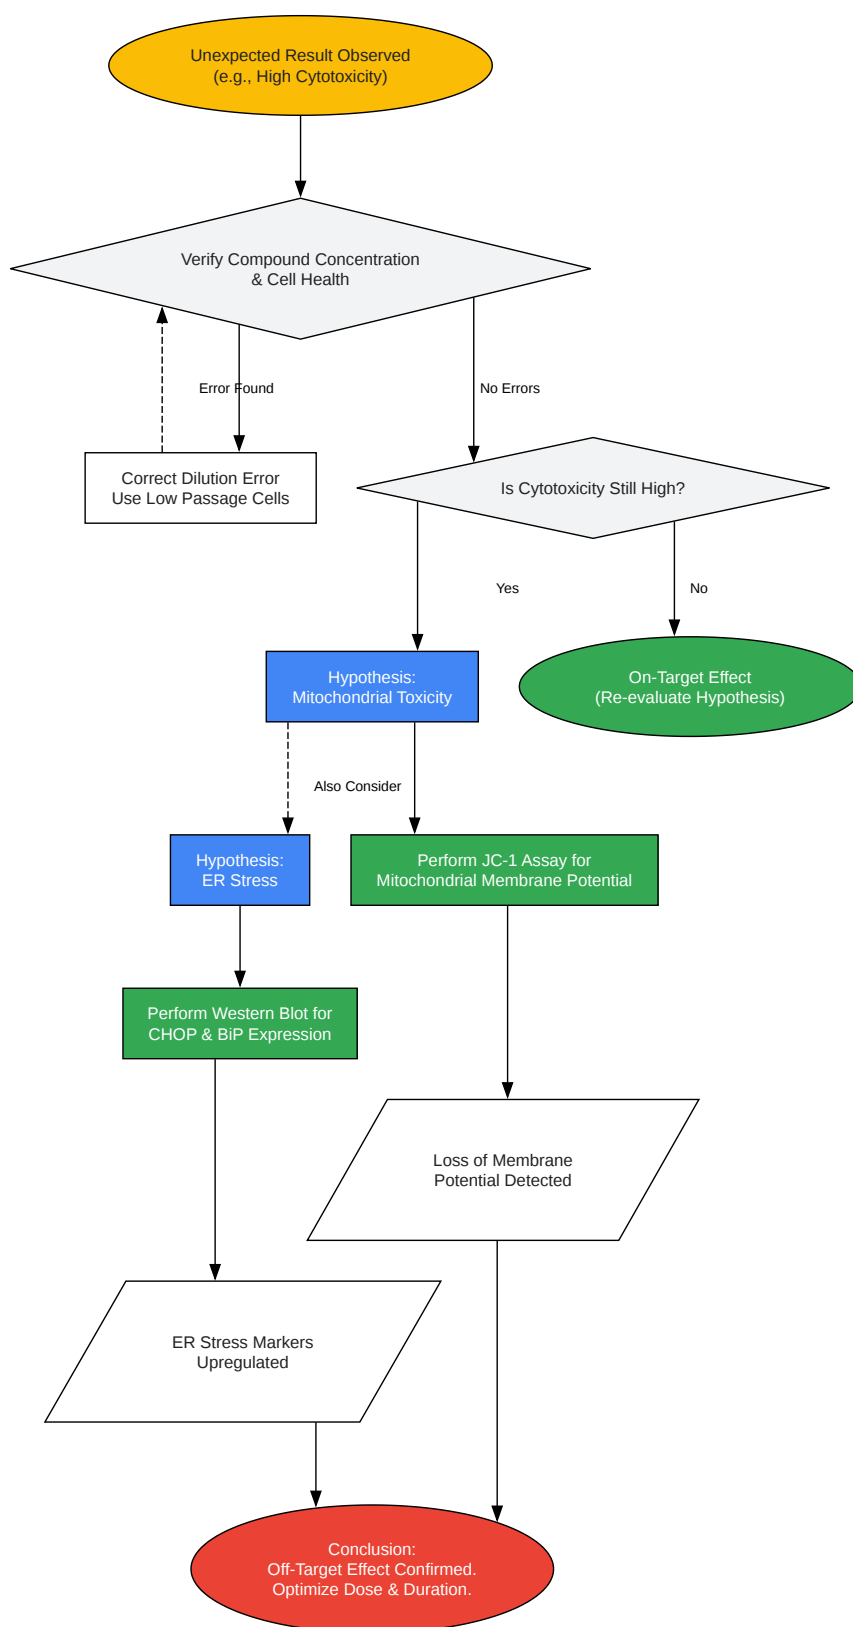 Unexpected Result Observed
(e.g., High Cytotoxicity)
Verify Compound Concentration
& Cell Health
Error Found
No Errors
Correct Dilution Error
Use Low Passage Cells
Is Cytotoxicity Still High?
Yes
No
Hypothesis:
Mitochondrial Toxicity
On-Target Effect
(Re-evaluate Hypothesis)
Also Consider
Hypothesis:
ER Stress
Perform JC-1 Assay for
Mitochondrial Membrane Potential
Perform Western Blot for
CHOP & BiP Expression
Loss of Membrane
Potential Detected
ER Stress Markers
Upregulated
Conclusion:
Off-Target Effect Confirmed.
Optimize Dose & Duration.